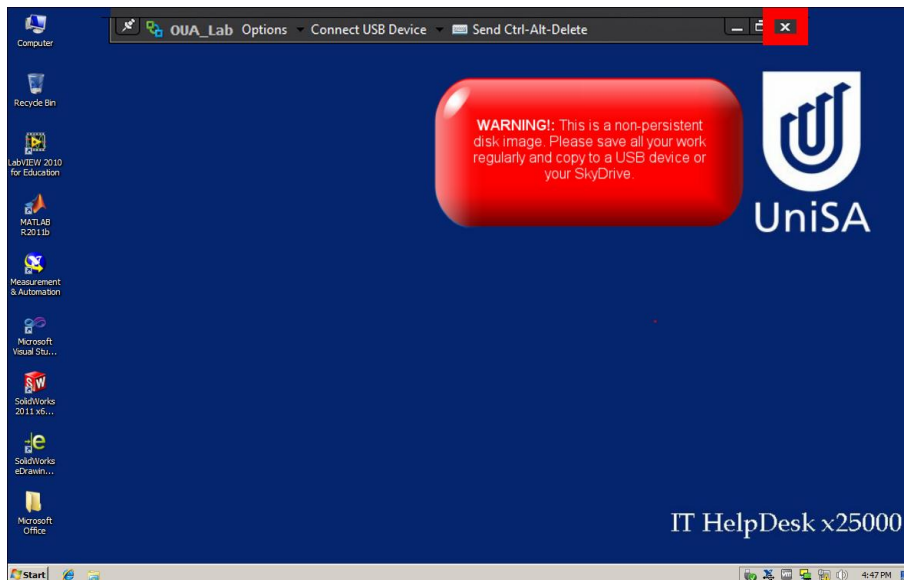 OUA_Lab Options Connect USB Device Send Ctrl-Alt-Delete
Computer
Recycle Bin
LabVIEW 2010
for Education
MATLAB
R2011b
Measurement
& Automation
Microsoft
Visual Stu...
SolidWorks
2011 x6...
SolidWorks
eDrawin...
Microsoft
Office
WARNING!: This is a non-persistent
disk image. Please save all your work
regularly and copy to a USB device or
your SkyDrive.
UniSA
IT HelpDesk x25000
Start
4:47 PM